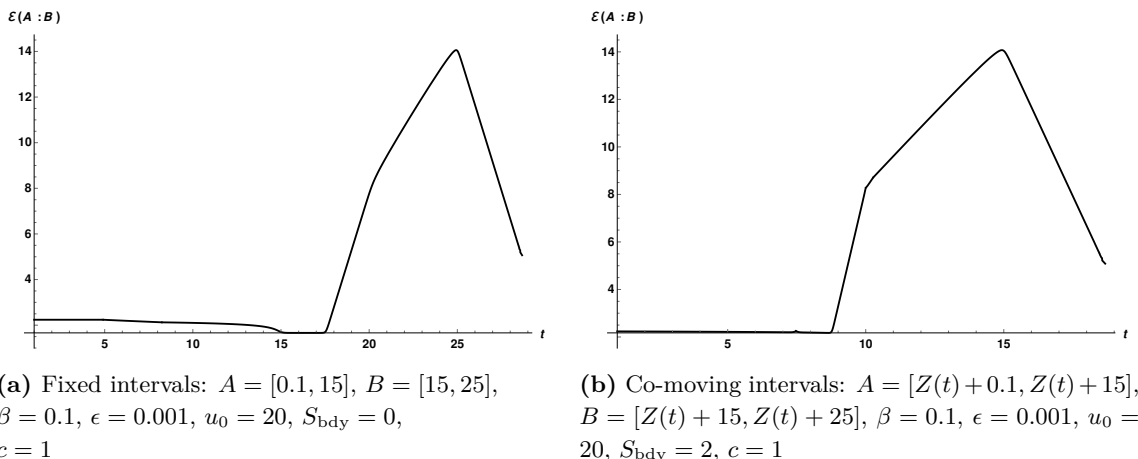 ℰ(A : B)
14
12
10
8
6
4
5 10 15 20 25 t
ℰ(A : B)
14
12
10
8
6
4
5 10 15 t
(a) Fixed intervals: A = [0.1, 15], B = [15, 25],
β = 0.1, ϵ = 0.001, u₀ = 20, S_bdy = 0,
c = 1
(b) Co-moving intervals: A = [Z(t) + 0.1, Z(t) + 15],
B = [Z(t) + 15, Z(t) + 25], β = 0.1, ϵ = 0.001, u₀ =
20, S_bdy = 2, c = 1